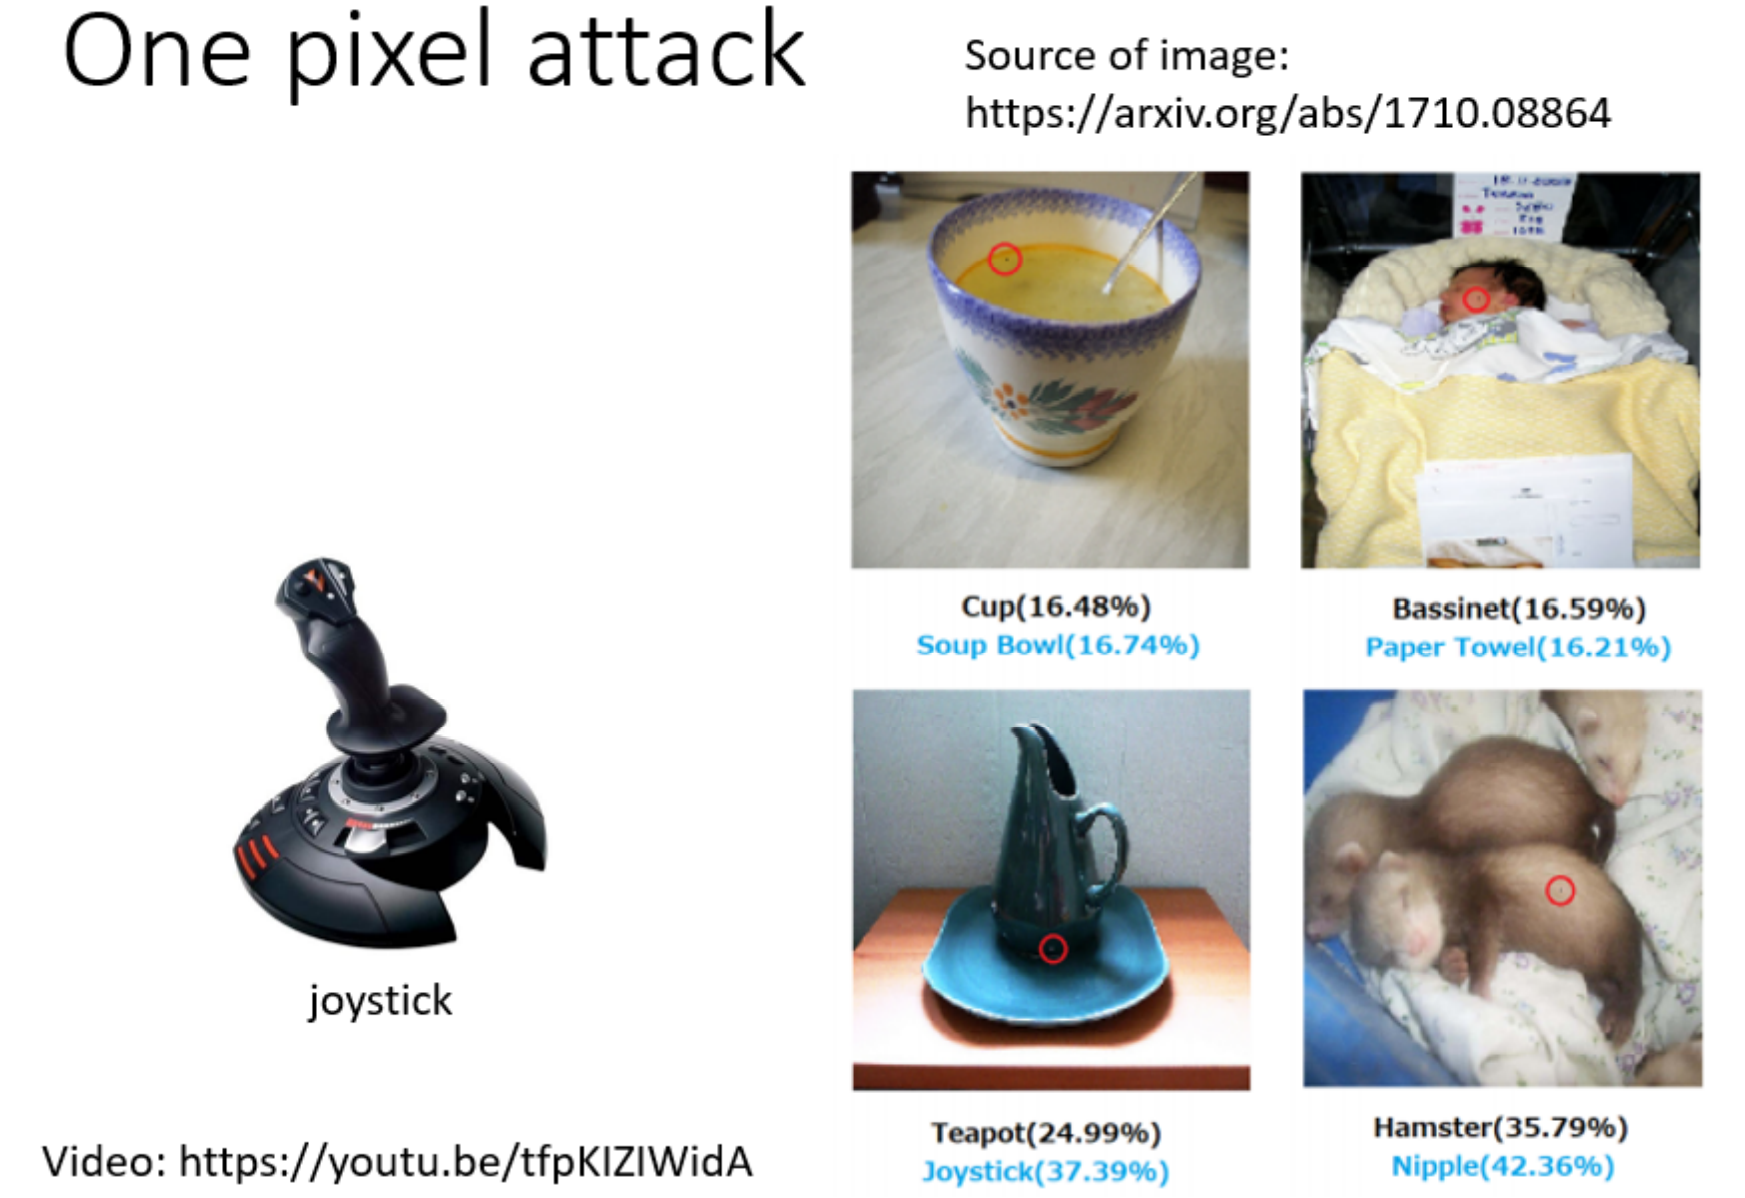 One pixel attack
Source of image:
https://arxiv.org/abs/1710.08864
Cup(16.48%)
Soup Bowl(16.74%)
Bassinet(16.59%)
Paper Towel(16.21%)
joystick
Teapot(24.99%)
Joystick(37.39%)
Hamster(35.79%)
Nipple(42.36%)
Video: https://youtu.be/tfpKIZIWidA